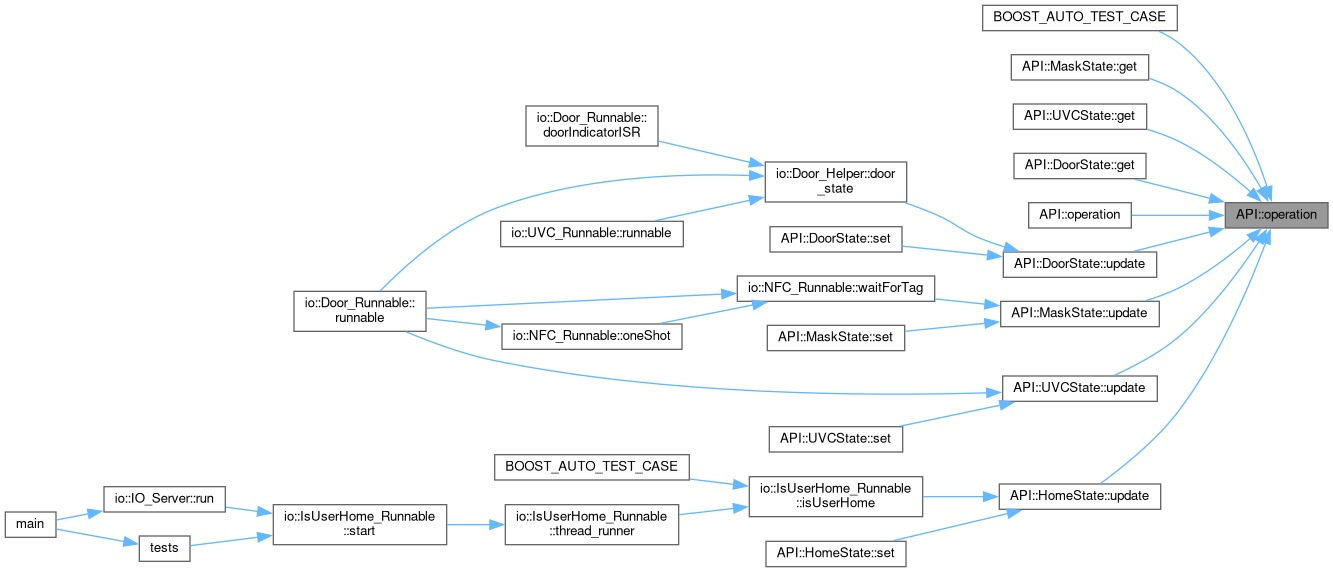 BOOST_AUTO_TEST_CASE
API::MaskState::get
API::UVCState::get
io::Door_Runnable::
doorIndicatorISR
API::DoorState::get
io::Door_Helper::door
_state
API::operation
API::operation
io::UVC_Runnable::runnable
API::DoorState::set
API::DoorState::update
io::NFC_Runnable::waitForTag
io::Door_Runnable::
runnable
API::MaskState::update
io::NFC_Runnable::oneShot
API::MaskState::set
API::UVCState::update
API::UVCState::set
BOOST_AUTO_TEST_CASE
io::IsUserHome_Runnable
::isUserHome
API::HomeState::update
io::IO_Server::run
main
io::IsUserHome_Runnable
::start
io::IsUserHome_Runnable
::thread_runner
tests
API::HomeState::set